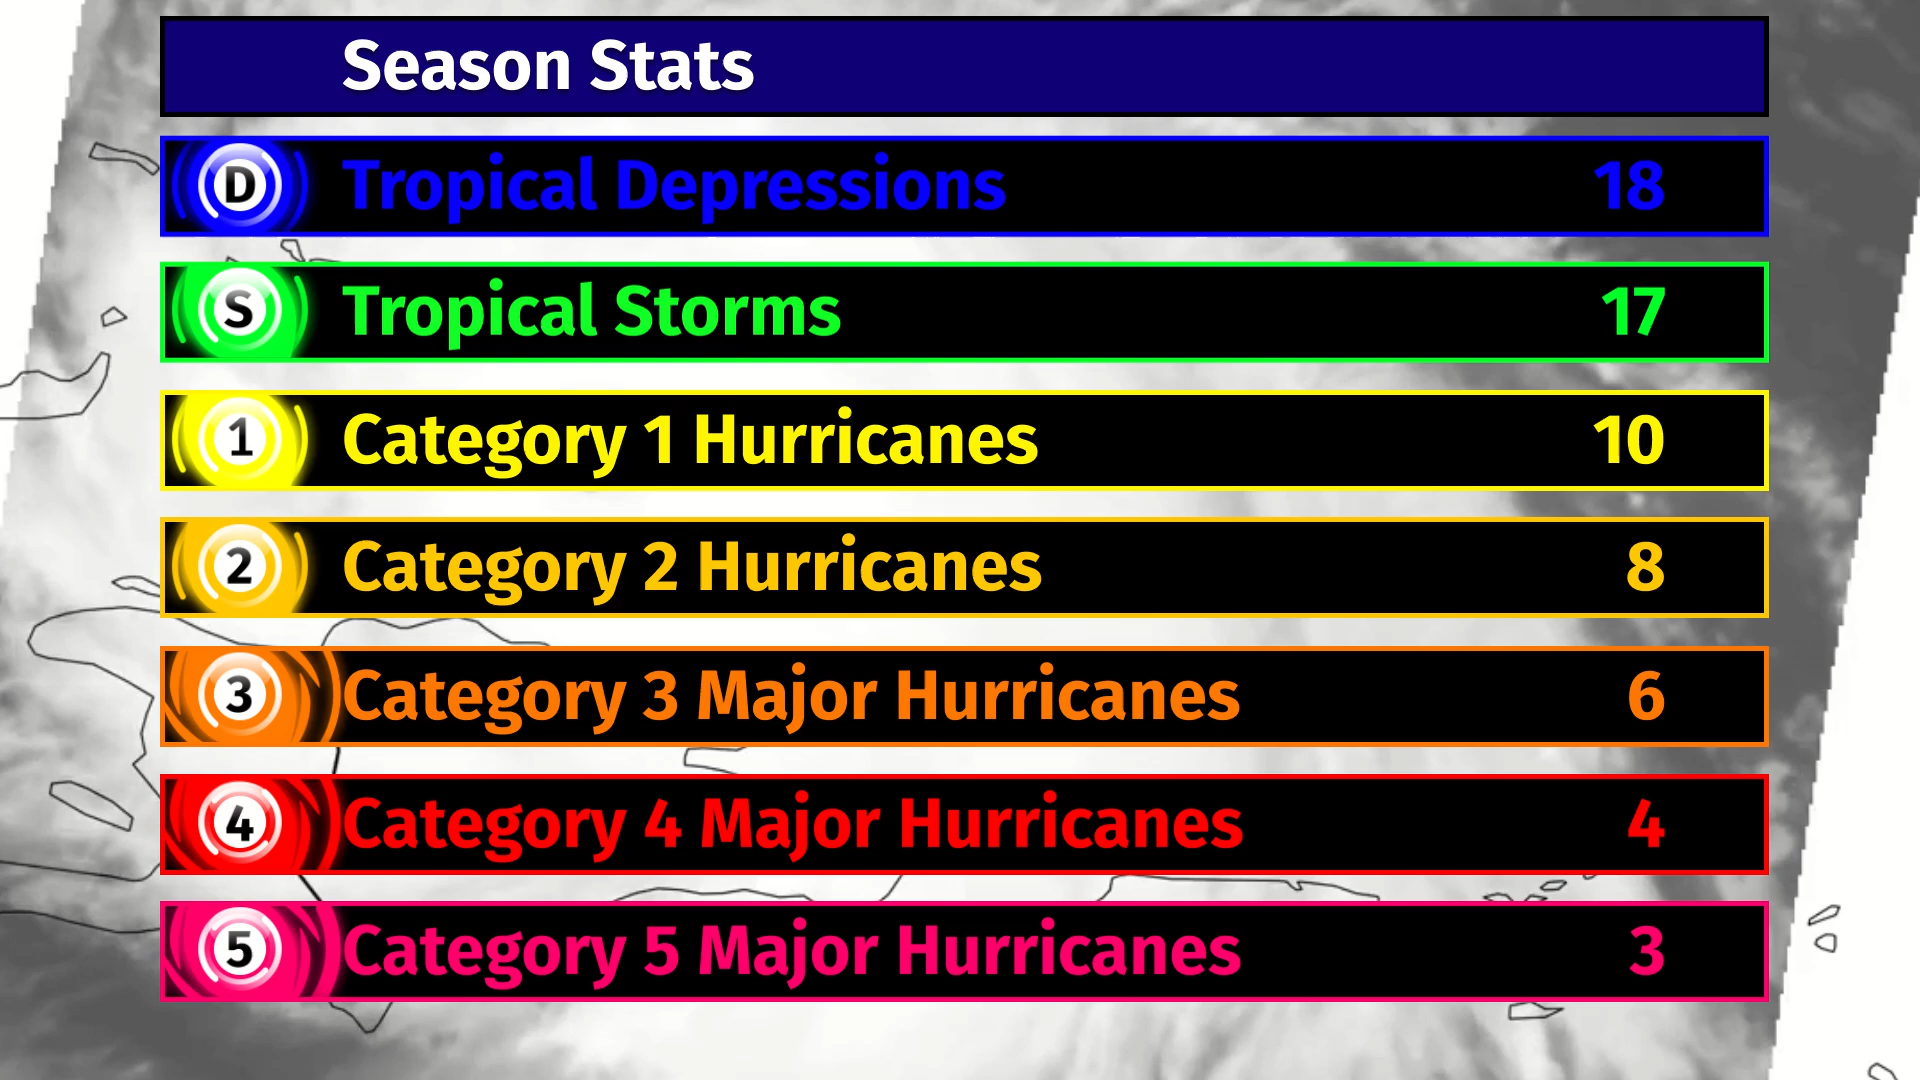 Season Stats
D Tropical Depressions 18
S Tropical Storms 17
1 Category 1 Hurricanes 10
2 Category 2 Hurricanes 8
3 Category 3 Major Hurricanes 6
4 Category 4 Major Hurricanes 4
5 Category 5 Major Hurricanes 3